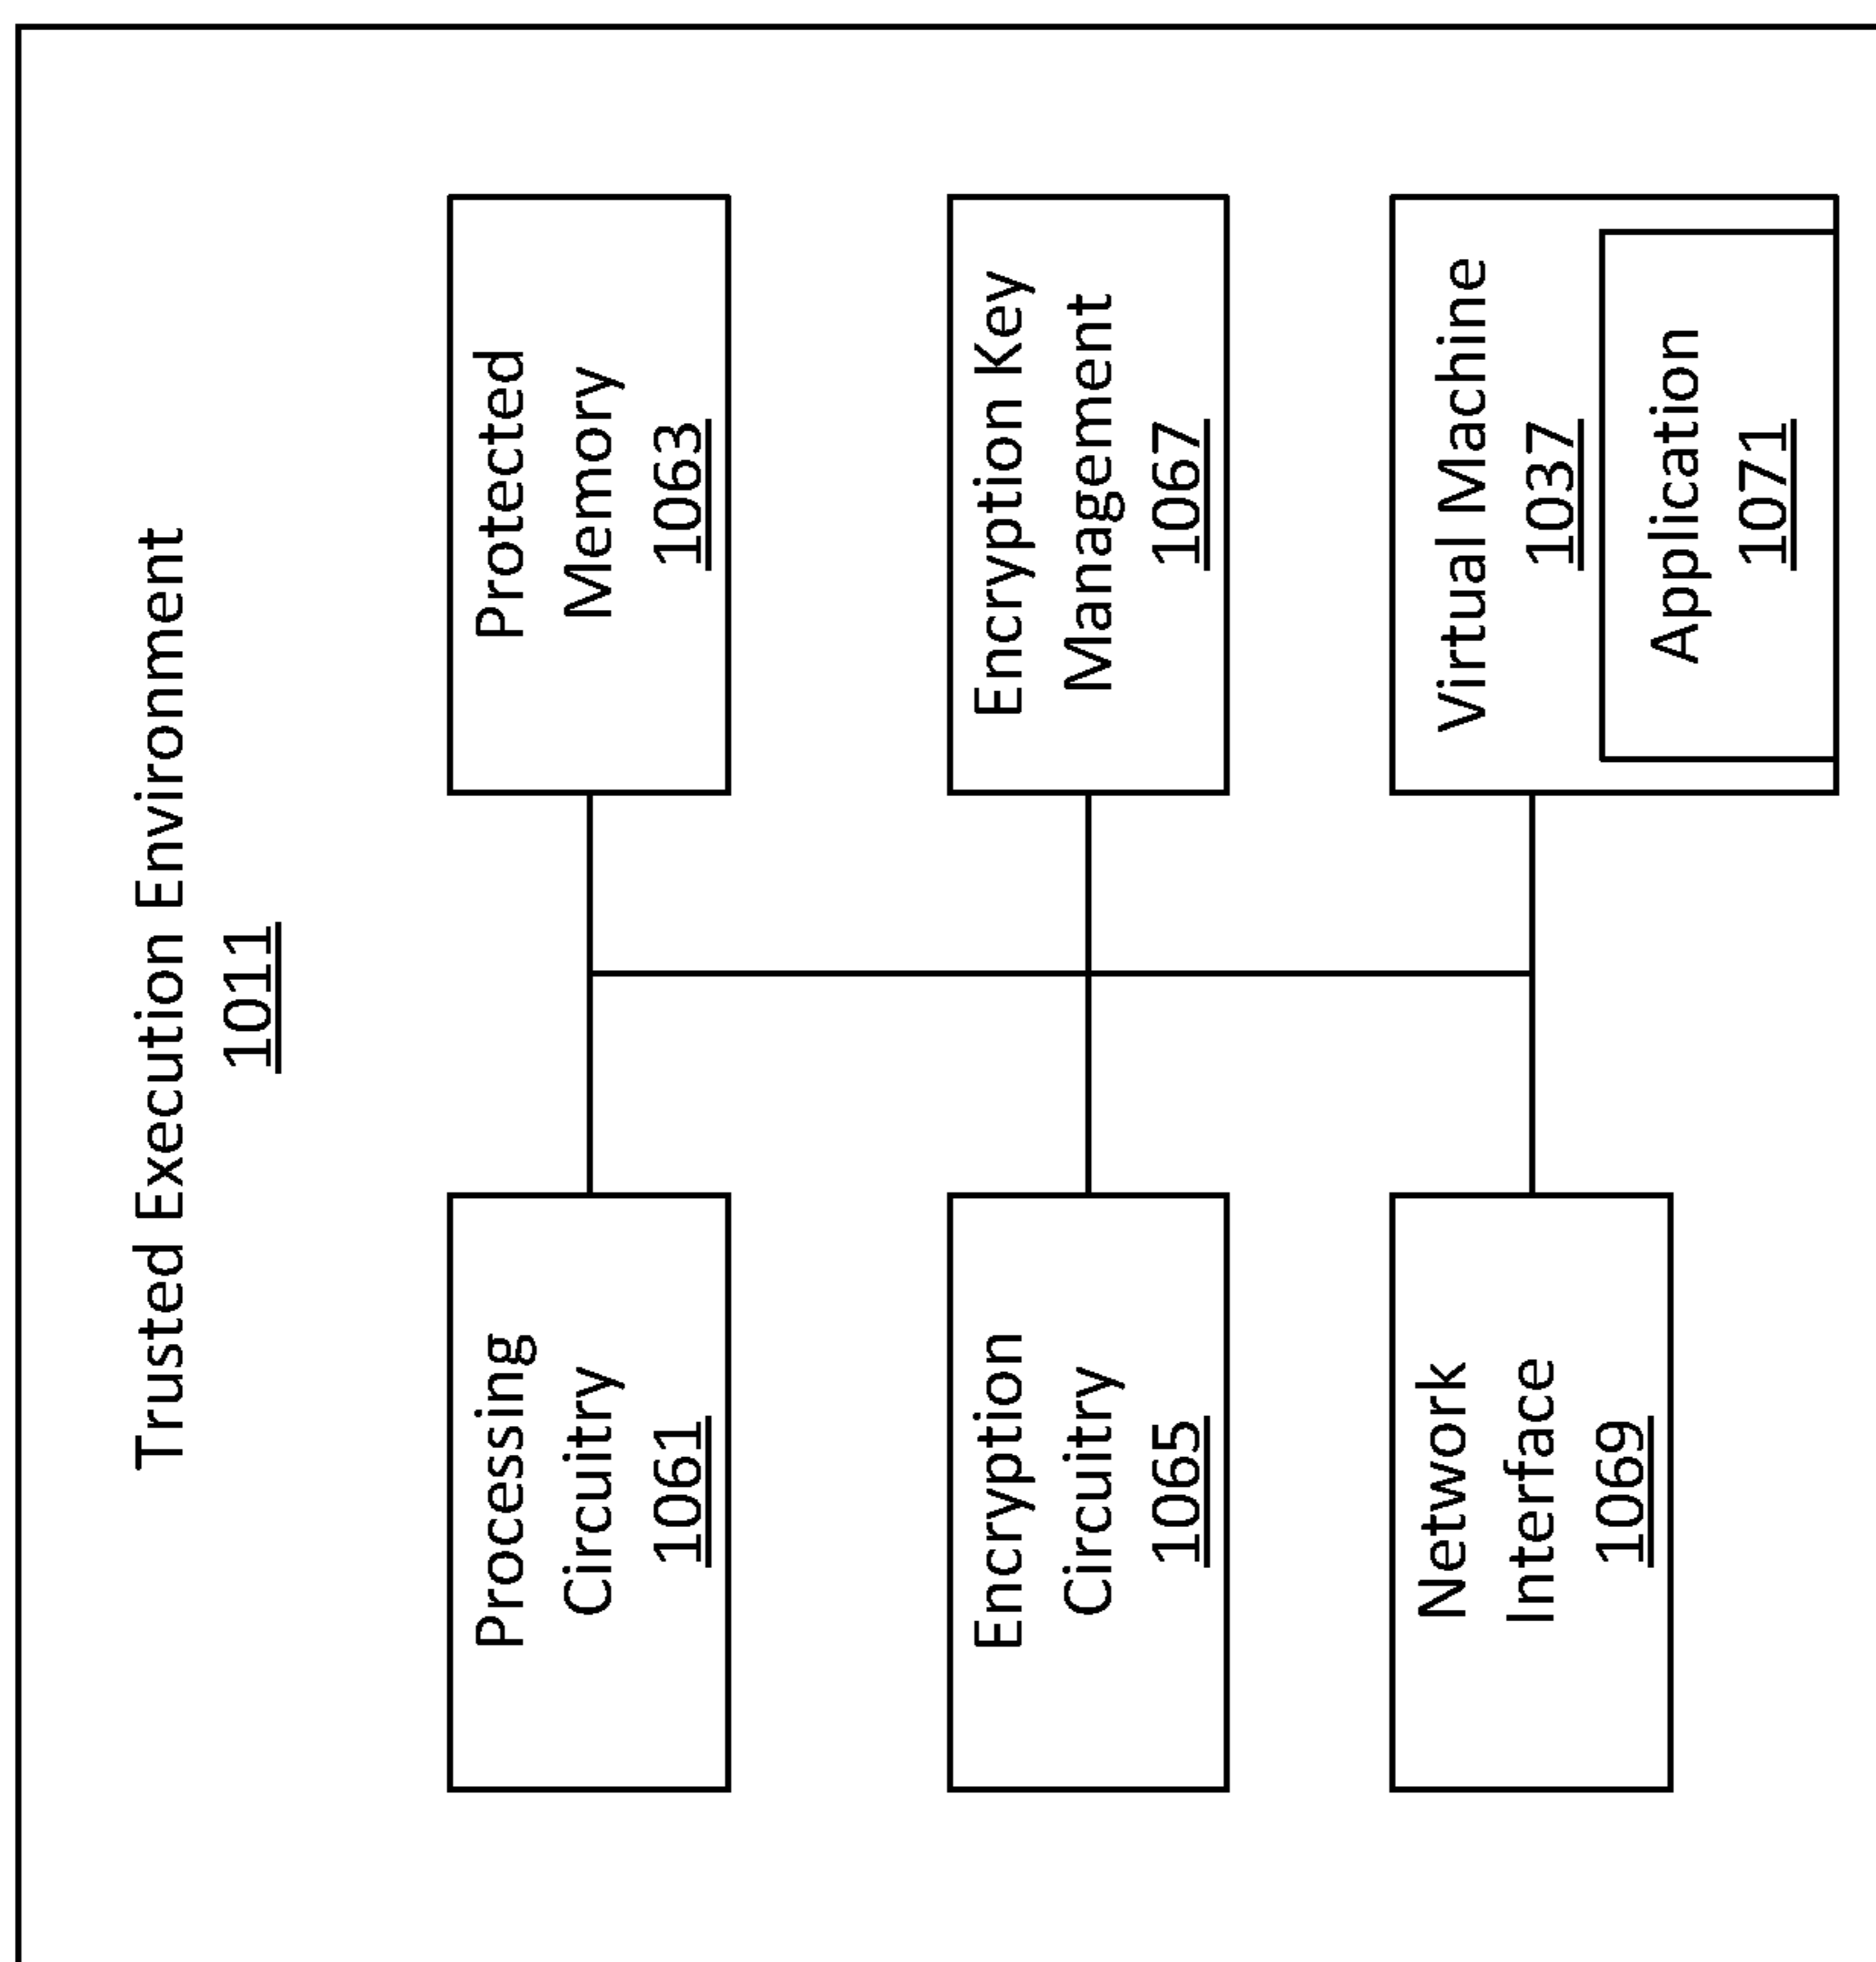 Trusted Execution Environment
1011
Processing
Circuitry
1061
Protected
Memory
1063
Encryption
Circuitry
1065
Encryption Key
Management
1067
Network
Interface
1069
Virtual Machine
1037
Application
1071